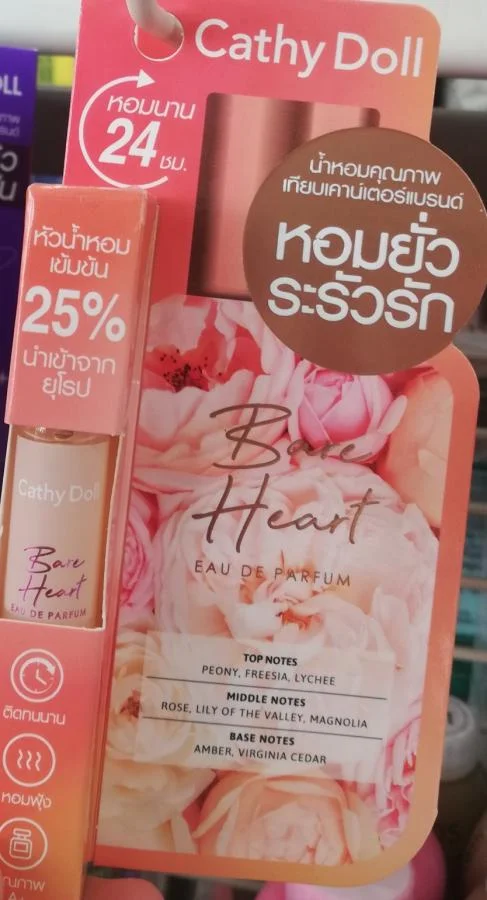 Cathy Doll
หอมนาน
24 ชม.
น้ำหอมคุณภาพ
เทียบเคาน์เตอร์แบรนด์
หอมยั่ว
ระรัวรัก
หัวน้ำหอม
เข้มข้น
25%
นำเข้าจาก
ยุโรป
Cathy Doll
Bare
Heart
EAU DE PARFUM
ติดทนนาน
หอมฟุ้ง
Bare
Heart
EAU DE PARFUM
TOP NOTES
PEONY, FREESIA, LYCHEE
MIDDLE NOTES
ROSE, LILY OF THE VALLEY, MAGNOLIA
BASE NOTES
AMBER, VIRGINIA CEDAR